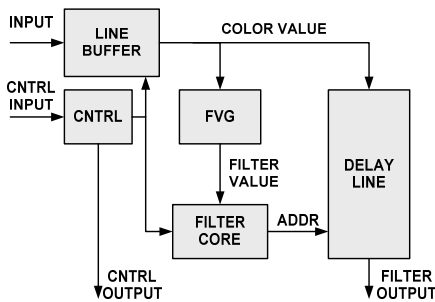 INPUT
LINE
BUFFER
COLOR VALUE
CNTRL
INPUT
CNTRL
FVG
DELAY
LINE
FILTER
VALUE
FILTER
CORE
ADDR
CNTRL
OUTPUT
FILTER
OUTPUT